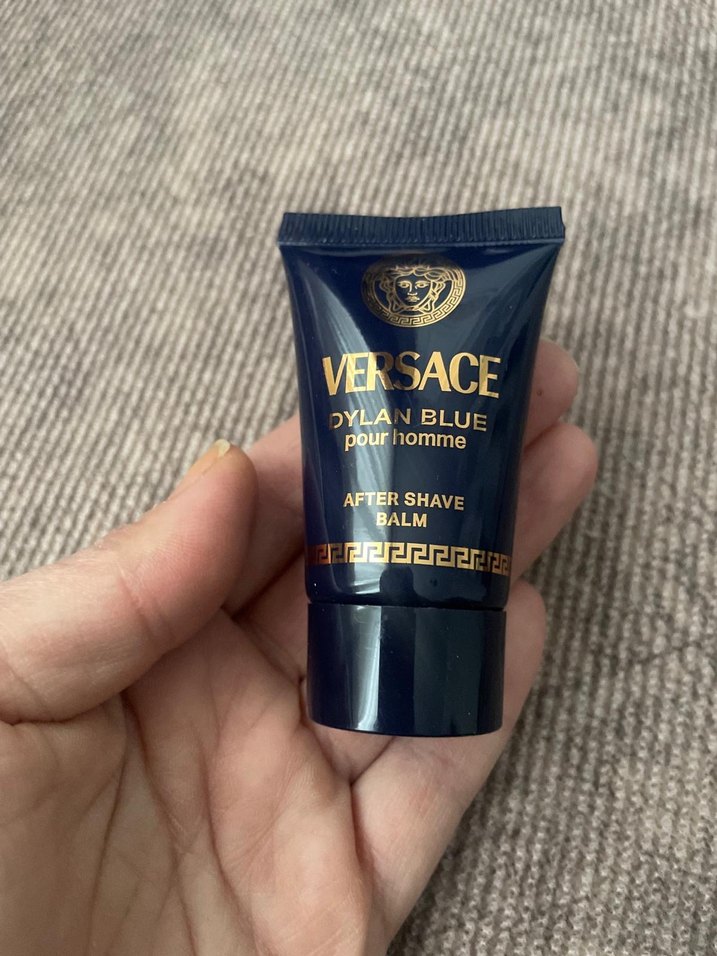 VERSACE
DYLAN BLUE
pour homme
AFTER SHAVE
BALM